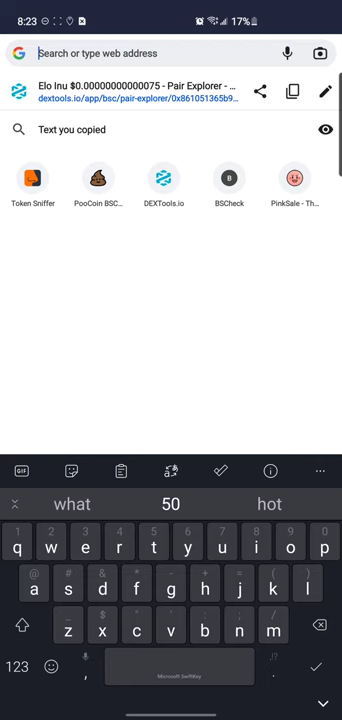 8:23 17%
Search or type web address
Elo Inu $0.00000000000075 - Pair Explorer - ...
dextools.io/app/bsc/pair-explorer/0x861051365b9...
Text you copied
Token Sniffer PooCoin BSC... DEXTools.io B BSCheck PinkSale - Th...
GIF
what 50 hot
1 2 3 4 5 6 7 8 9 0
q w e r t y u i o p
@ # & * - + = ( )
a s d f g h j k l
_ $ " ' : ; /
z x c v b n m
123 , Microsoft SwiftKey ,!? .